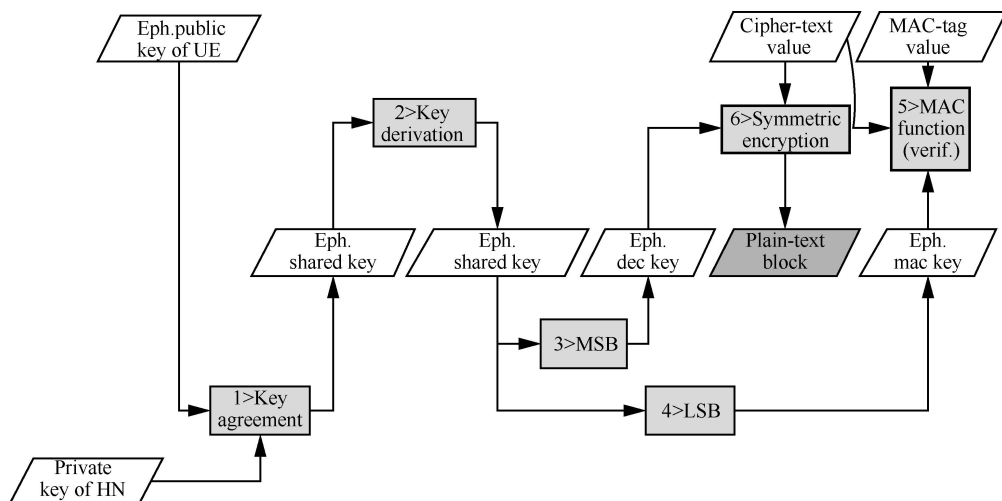 Eph.public
key of UE
Cipher-text
value
MAC-tag
value
2>Key
derivation
6>Symmetric
encryption
5>MAC
function
(verif.)
Eph.
shared key
Eph.
shared key
Eph.
dec key
Plain-text
block
Eph.
mac key
3>MSB
1>Key
agreement
4>LSB
Private
key of HN